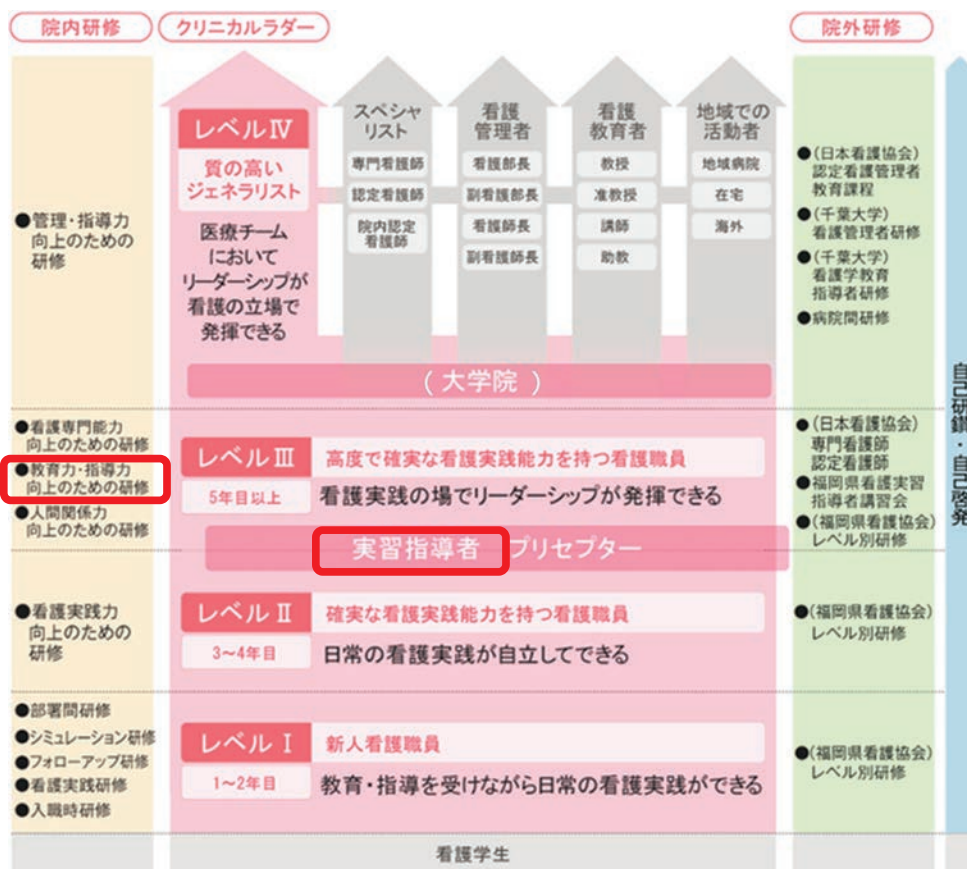 院内研修
クリニカルラダー
院外研修
●管理・指導力
向上のための
研修
●看護専門能力
向上のための研修
●教育力・指導力
向上のための研修
●人間関係力
向上のための研修
●看護実践力
向上のための
研修
●部署間研修
●シミュレーション研修
●フォローアップ研修
●看護実践研修
●入職時研修
レベルⅣ
質の高い
ジェネラリスト
医療チーム
において
リーダーシップが
看護の立場で
発揮できる
スペシャ
リスト
専門看護師
認定看護師
院内認定
看護師
看護
管理者
看護部長
副看護部長
看護師長
副看護師長
看護
教育者
教授
准教授
講師
助教
地域での
活動者
地域病院
在宅
海外
(大学院)
レベルⅢ
高度で確実な看護実践能力を持つ看護職員
5年目以上
看護実践の場でリーダーシップが発揮できる
実習指導者 プリセプター
レベルⅡ
確実な看護実践能力を持つ看護職員
3~4年目
日常の看護実践が自立してできる
レベルⅠ
新人看護職員
1~2年目
教育・指導を受けながら日常の看護実践ができる
看護学生
●(日本看護協会)
認定看護管理者
教育課程
●(千葉大学)
看護管理者研修
●(千葉大学)
看護学教育
指導者研修
●病院間研修
●(日本看護協会)
専門看護師
認定看護師
●福岡県看護実習
指導者講習会
●(福岡県看護協会)
レベル別研修
●(福岡県看護協会)
レベル別研修
●(福岡県看護協会)
レベル別研修
自己研鑽・自己啓発